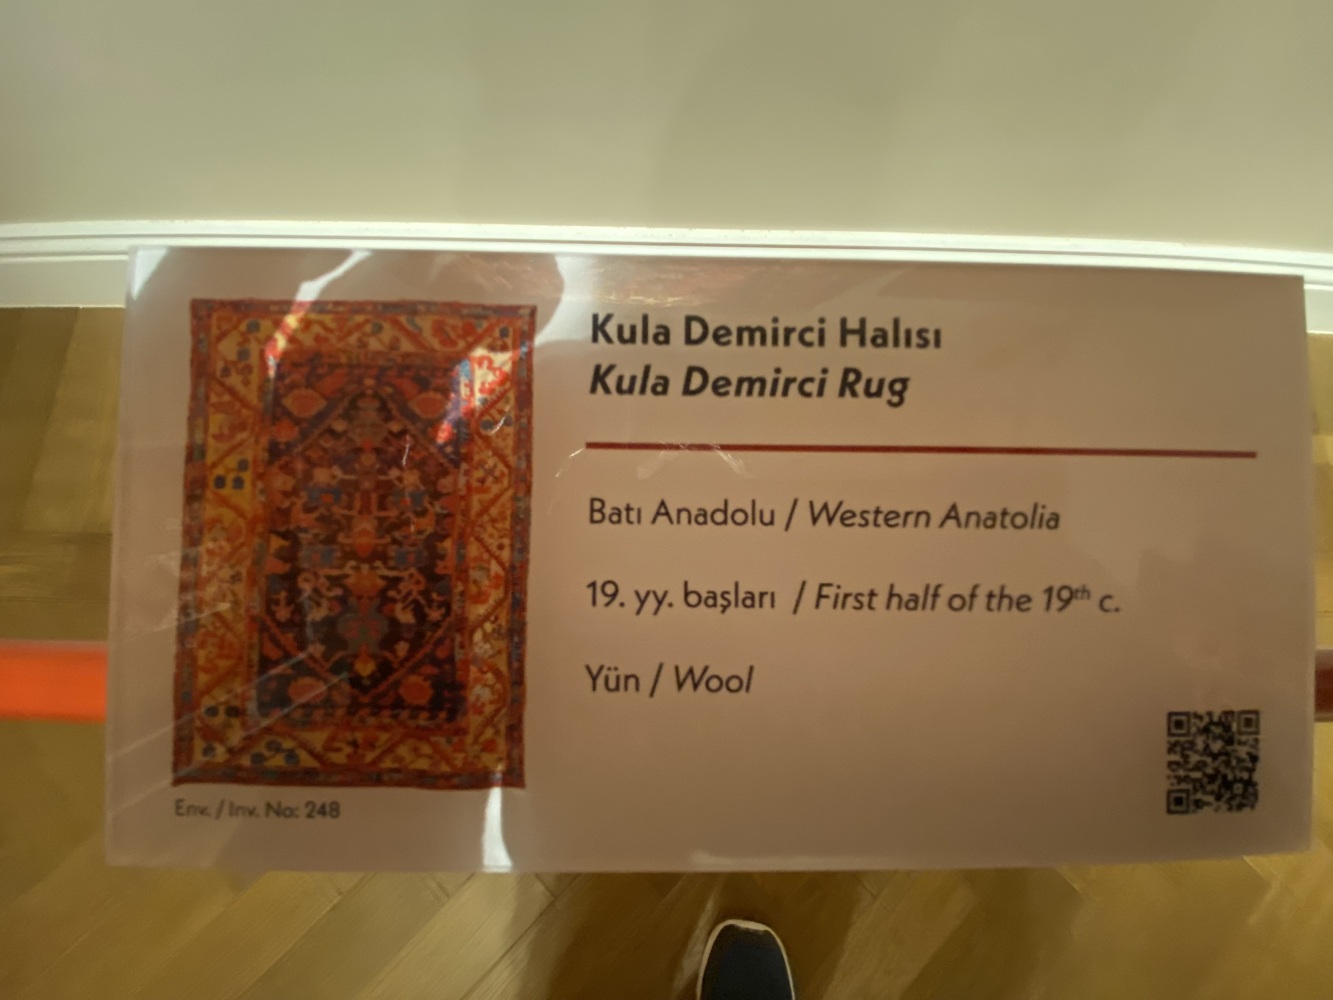 Kula Demirci Halısı
Kula Demirci Rug
Batı Anadolu / Western Anatolia
19. yy. başları / First half of the 19th c.
Yün / Wool
Env. / Inv. No: 248